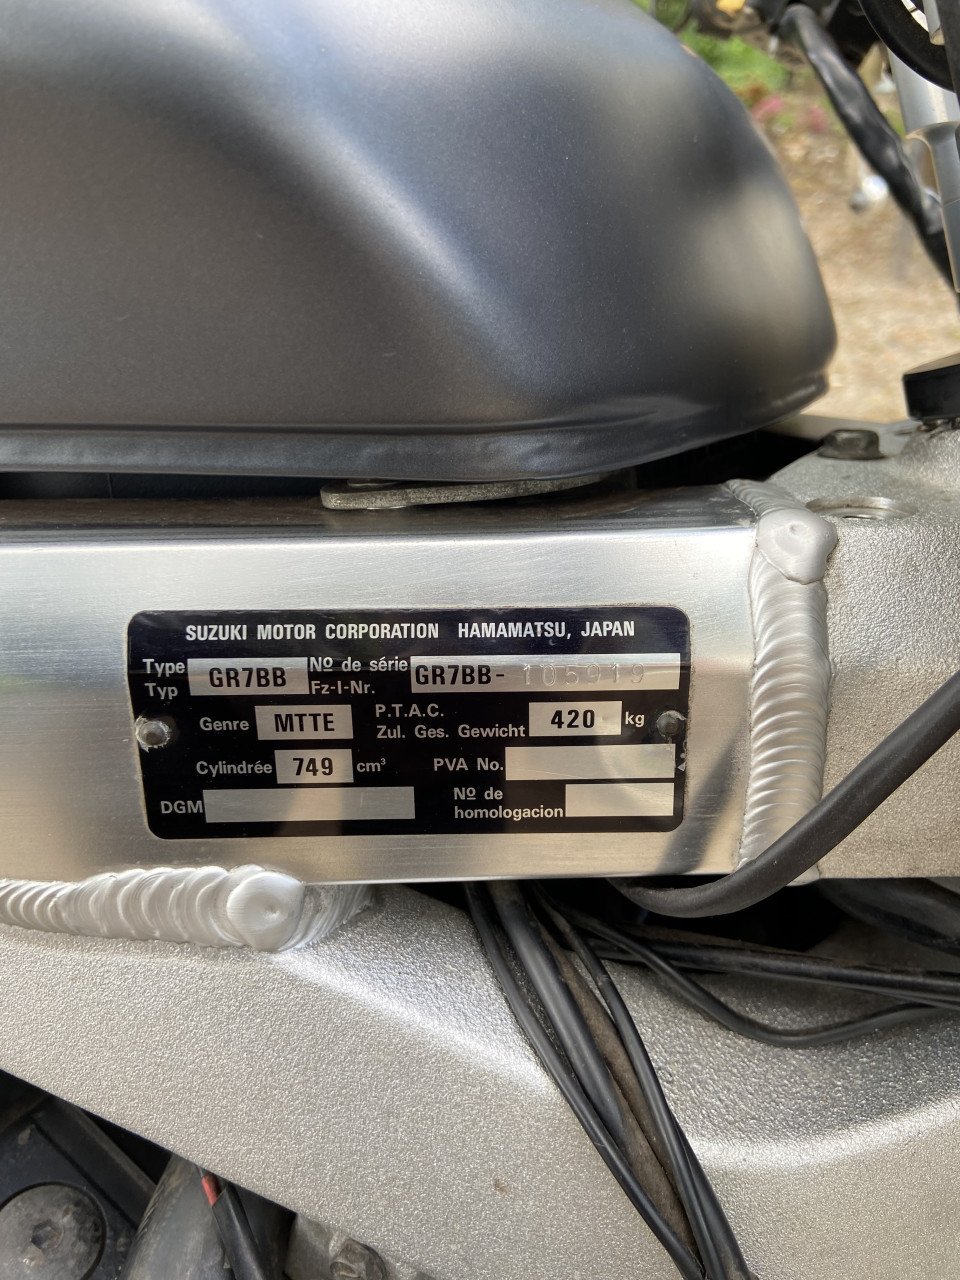 SUZUKI MOTOR CORPORATION HAMAMATSU, JAPAN
Type
Typ
GR7BB
Nº de série
Fz-I-Nr.
GR7BB- 105919
Genre MTTE
P.T.A.C.
Zul. Ges. Gewicht
420 kg
Cylindrée 749 cm³
PVA No.
DGM
Nº de
homologacion